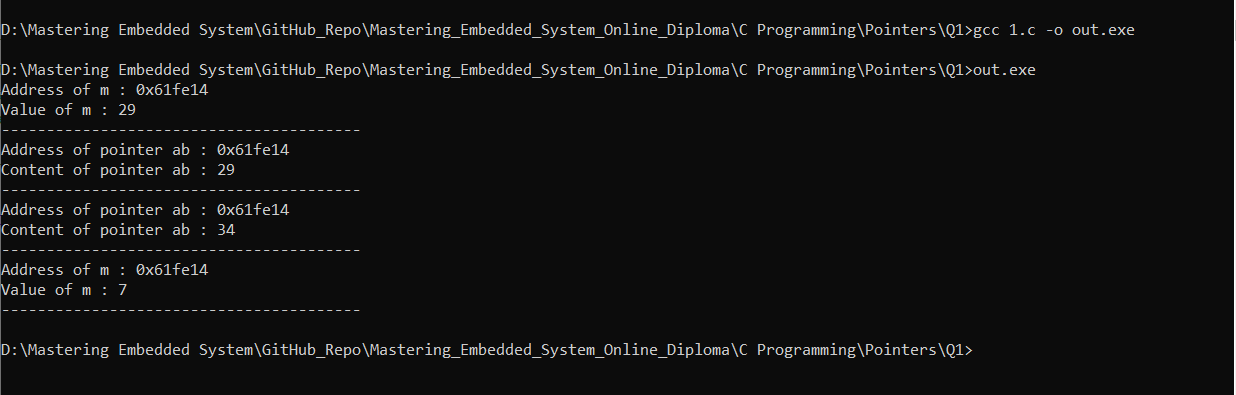 D:\Mastering Embedded System\GitHub_Repo\Mastering_Embedded_System_Online_Diploma\C Programming\Pointers\Q1>gcc 1.c -o out.exe
D:\Mastering Embedded System\GitHub_Repo\Mastering_Embedded_System_Online_Diploma\C Programming\Pointers\Q1>out.exe
Address of m : 0x61fe14
Value of m : 29
----------------------------------------
Address of pointer ab : 0x61fe14
Content of pointer ab : 29
----------------------------------------
Address of pointer ab : 0x61fe14
Content of pointer ab : 34
----------------------------------------
Address of m : 0x61fe14
Value of m : 7
----------------------------------------
D:\Mastering Embedded System\GitHub_Repo\Mastering_Embedded_System_Online_Diploma\C Programming\Pointers\Q1>